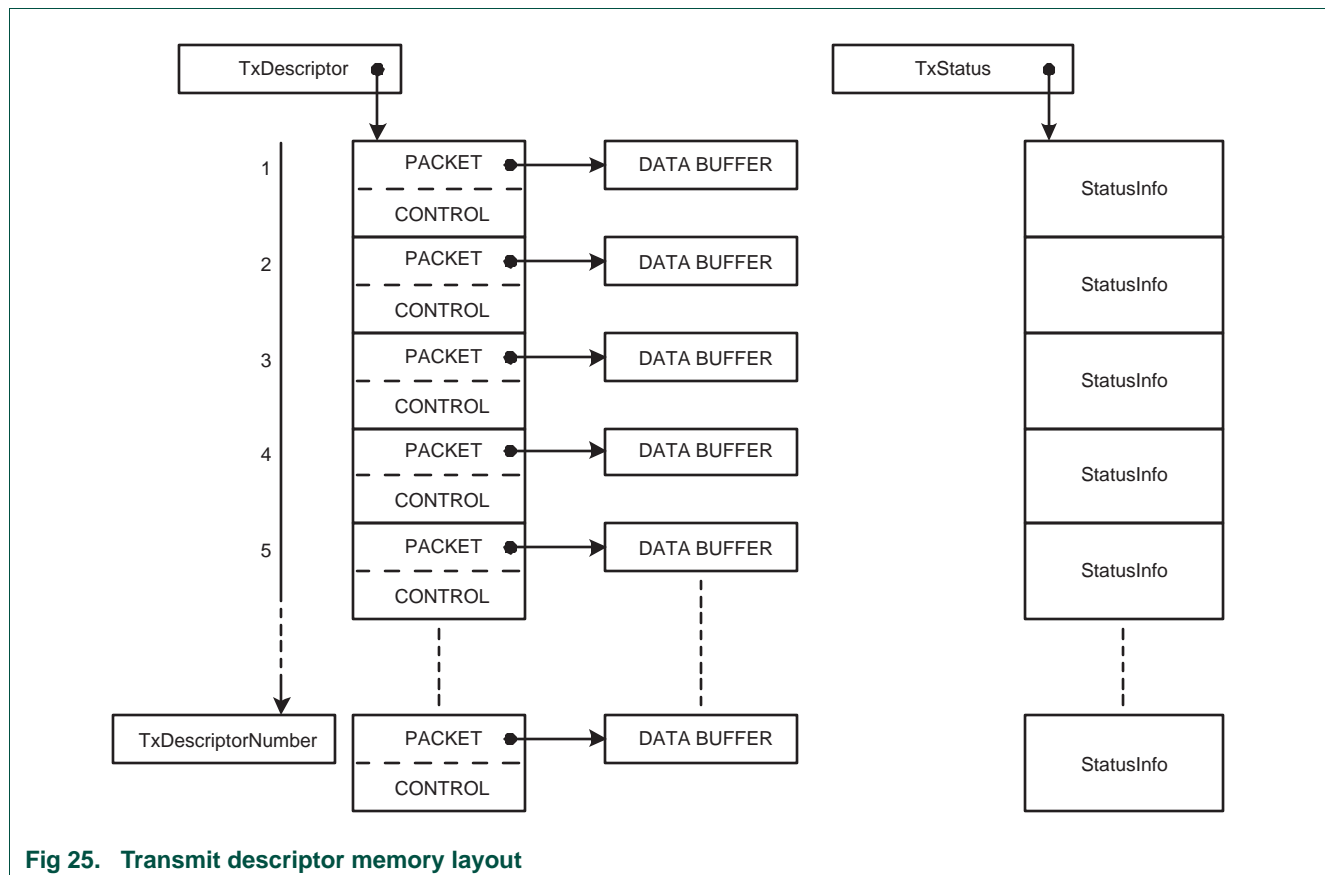 TxDescriptor
TxStatus
1
PACKET
DATA BUFFER
CONTROL
StatusInfo
2
PACKET
DATA BUFFER
CONTROL
StatusInfo
3
PACKET
DATA BUFFER
CONTROL
StatusInfo
4
PACKET
DATA BUFFER
CONTROL
StatusInfo
5
PACKET
DATA BUFFER
CONTROL
StatusInfo
TxDescriptorNumber
PACKET
DATA BUFFER
CONTROL
StatusInfo
Fig 25. Transmit descriptor memory layout